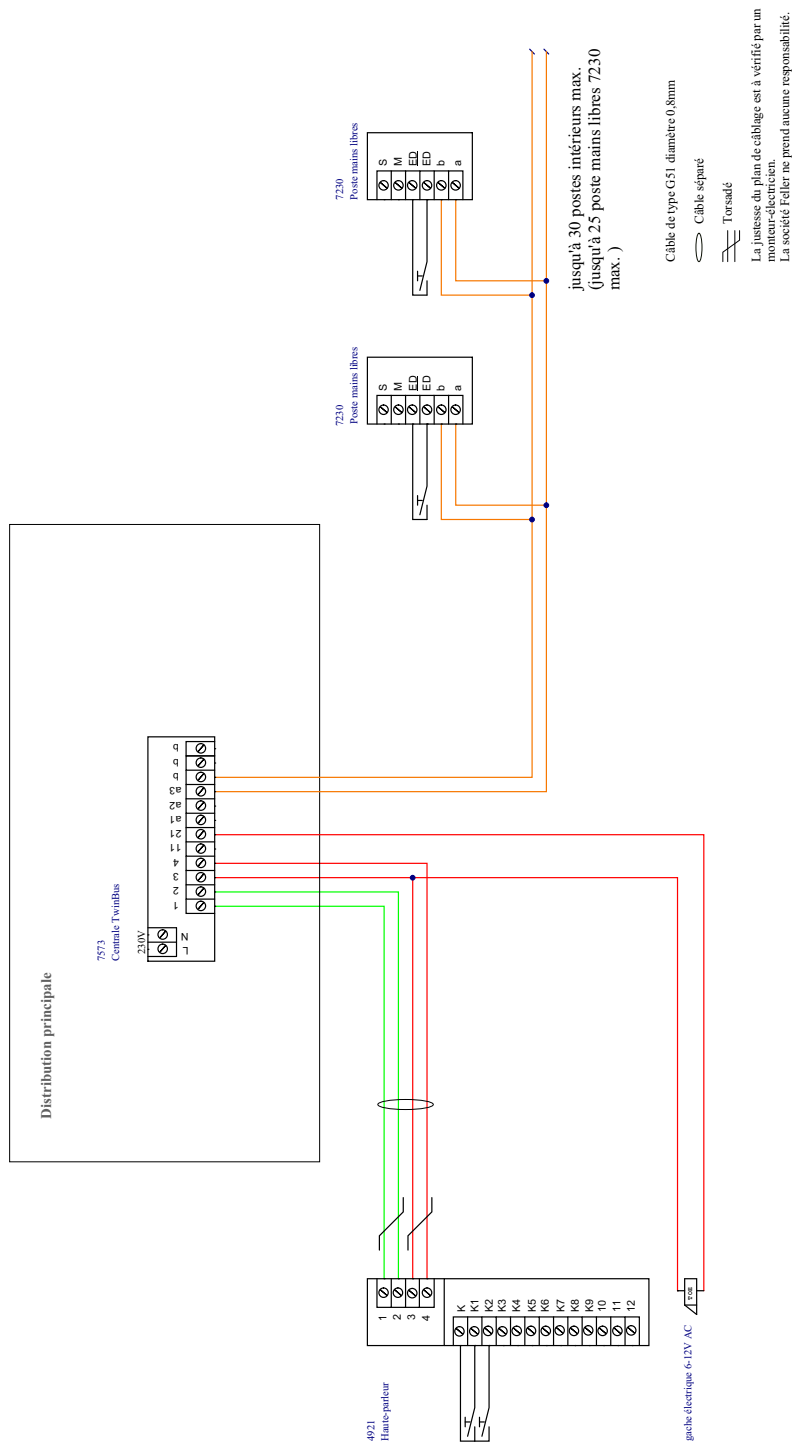 Distribution principale
7573
Centrale TwinBus
230V
L
N
1
2
3
4
11
21
a1
a2
a3
b
b
b
7230
Poste mains libres
S
M
ED
ED
b
a
7230
Poste mains libres
S
M
ED
ED
b
a
jusqu'à 30 postes intérieurs max.
(jusqu'à 25 poste mains libres 7230
max. )
Câble de type G51 diamètre 0,8mm
Câble séparé
Torsadé
La justesse du plan de câblage est à vérifié par un
monteur-électricien.
La société Feller ne prend aucune responsabilité.
4921
Haute-parleur
1
2
3
4
K
K1
K2
K3
K4
K5
K6
K7
K8
K9
10
11
12
gache électrique 6-12V AC